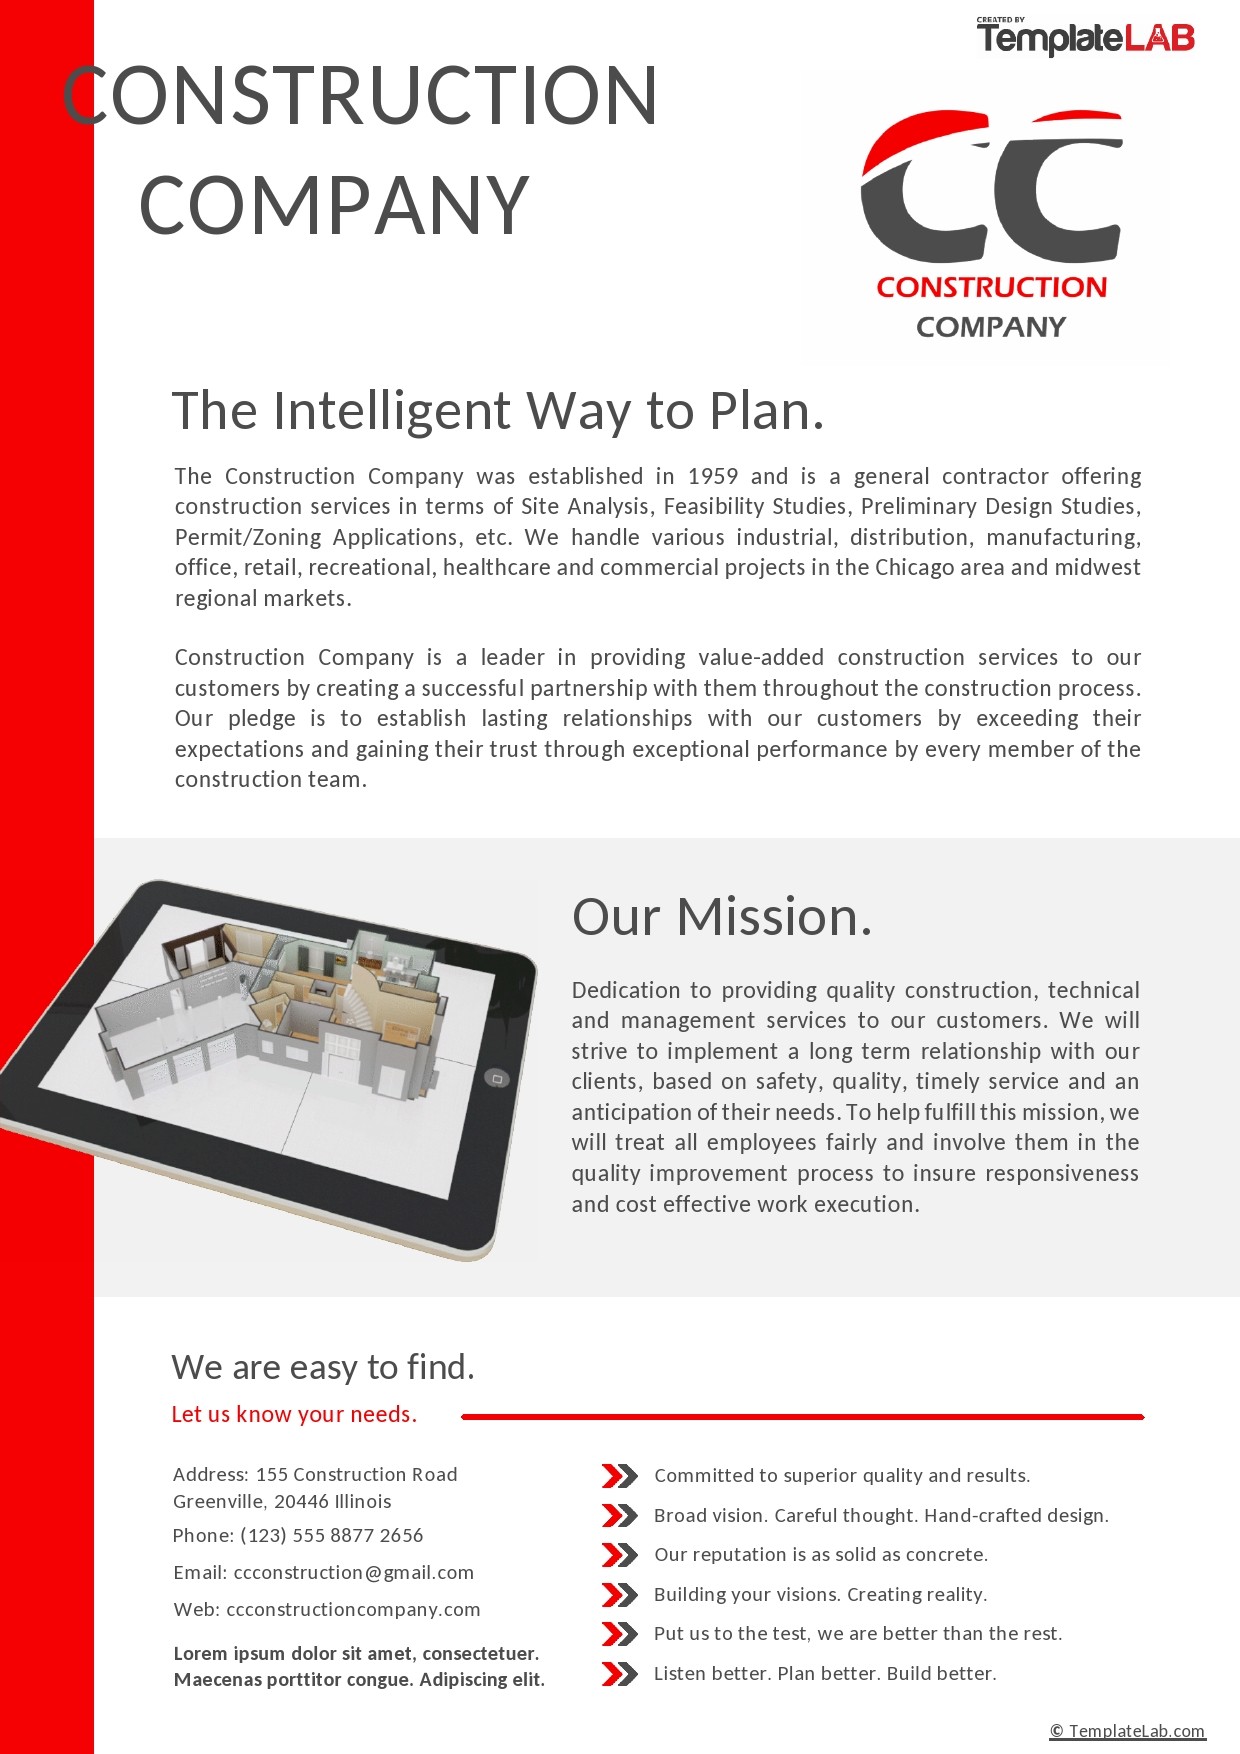 CREATED BY
TemplateLAB
CONSTRUCTION
COMPANY
CC
CONSTRUCTION
COMPANY
The Intelligent Way to Plan.
The Construction Company was established in 1959 and is a general contractor offering
construction services in terms of Site Analysis, Feasibility Studies, Preliminary Design Studies,
Permit/Zoning Applications, etc. We handle various industrial, distribution, manufacturing,
office, retail, recreational, healthcare and commercial projects in the Chicago area and midwest
regional markets.
Construction Company is a leader in providing value-added construction services to our
customers by creating a successful partnership with them throughout the construction process.
Our pledge is to establish lasting relationships with our customers by exceeding their
expectations and gaining their trust through exceptional performance by every member of the
construction team.
Our Mission.
Dedication to providing quality construction, technical
and management services to our customers. We will
strive to implement a long term relationship with our
clients, based on safety, quality, timely service and an
anticipation of their needs. To help fulfill this mission, we
will treat all employees fairly and involve them in the
quality improvement process to insure responsiveness
and cost effective work execution.
We are easy to find.
Let us know your needs.
Address: 155 Construction Road
Greenville, 20446 Illinois
Phone: (123) 555 8877 2656
Email: ccconstruction@gmail.com
Web: ccconstructioncompany.com
Lorem ipsum dolor sit amet, consectetuer.
Maecenas porttitor congue. Adipiscing elit.
Committed to superior quality and results.
Broad vision. Careful thought. Hand-crafted design.
Our reputation is as solid as concrete.
Building your visions. Creating reality.
Put us to the test, we are better than the rest.
Listen better. Plan better. Build better.
© TemplateLab.com